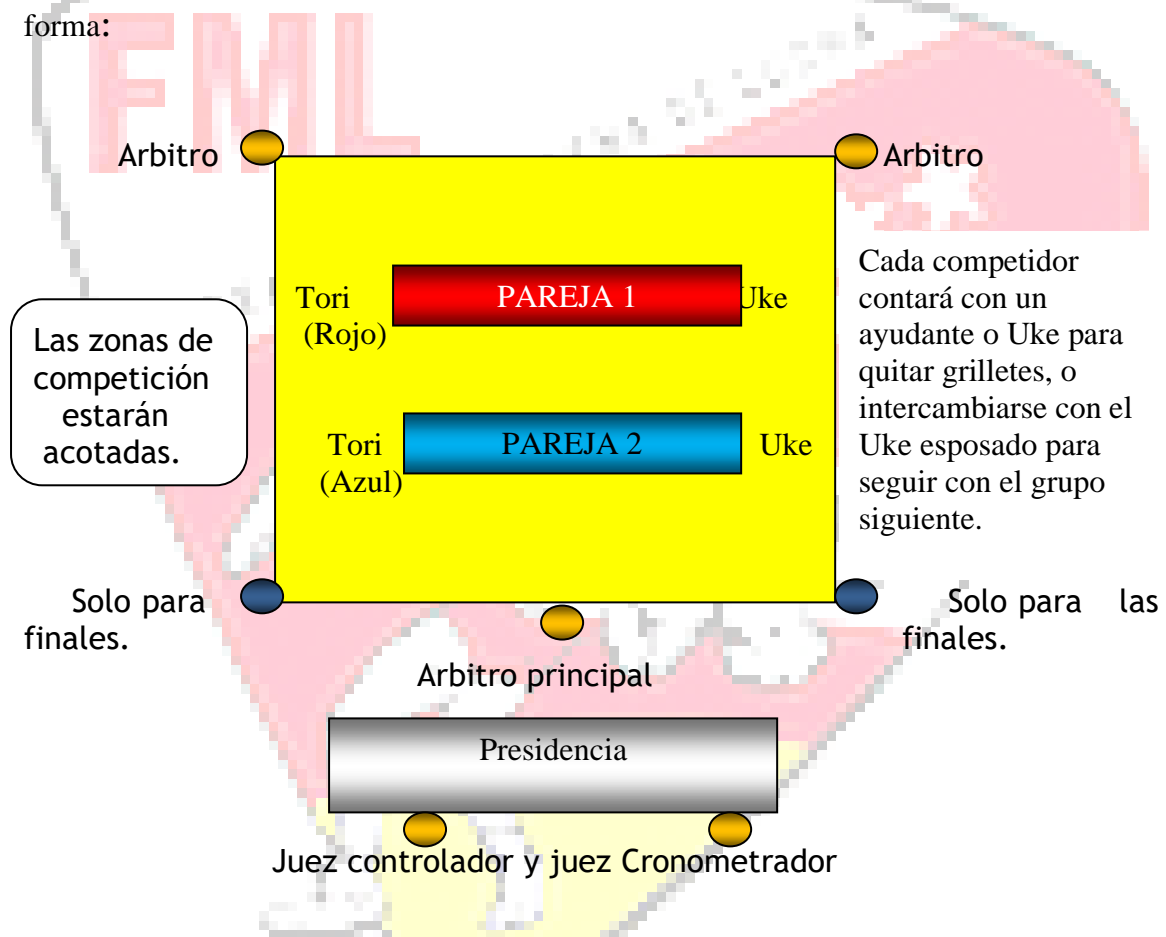 forma:
FML
Arbitro
Arbitro
Tori
(Rojo)
PAREJA 1
Uke
Las zonas de
competición
estarán
acotadas.
Tori
(Azul)
PAREJA 2
Uke
Cada competidor
contará con un
ayudante o Uke para
quitar grilletes, o
intercambiarse con el
Uke esposado para
seguir con el grupo
siguiente.
Solo para
finales.
Solo para las
finales.
Arbitro principal
Presidencia
Juez controlador y juez Cronometrador